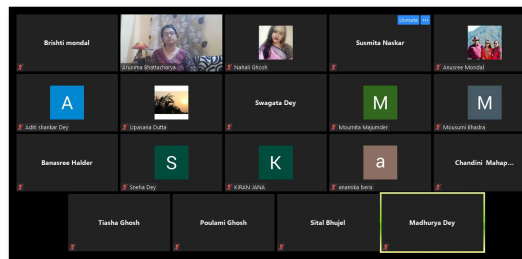 Brishti mondal
Arunima Bhattacharya
Nahali Ghosh
Unmute
Susmita Naskar
Anusree Mondal
A
Aditi shankar Dey
Upasana Dutta
Swagata Dey
M
Moumita Majumder
M
Mousumi Bhadra
Banasree Halder
S
Sneha Dey
K
KIRAN JANA
a
anamika bera
Chandini Mahap...
Tiasha Ghosh
Poulami Ghosh
Sital Bhujel
Madhurya Dey